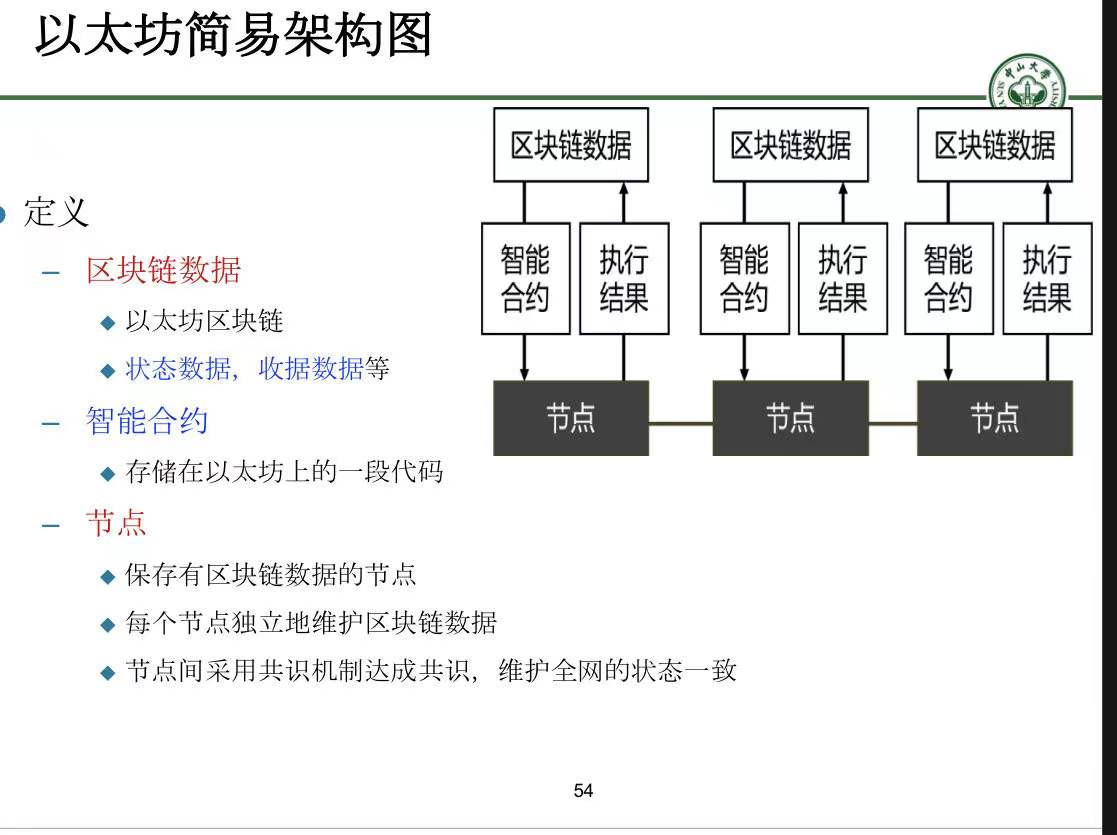 以太坊简易架构图
中山大学
定义
区块链数据
以太坊区块链
状态数据，收据数据等
智能合约
存储在以太坊上的一段代码
节点
保存有区块链数据的节点
每个节点独立地维护区块链数据
节点间采用共识机制达成共识，维护全网的状态一致
区块链数据
区块链数据
区块链数据
智能
合约
执行
结果
智能
合约
执行
结果
智能
合约
执行
结果
节点
节点
节点
54